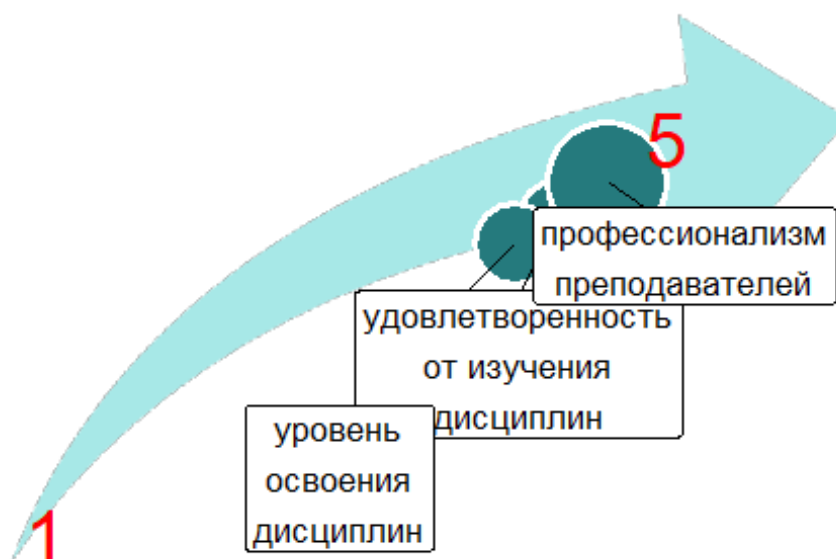 5
профессионализм
преподавателей
удовлетворенность
от изучения
дисциплин
уровень
освоения
дисциплин
1